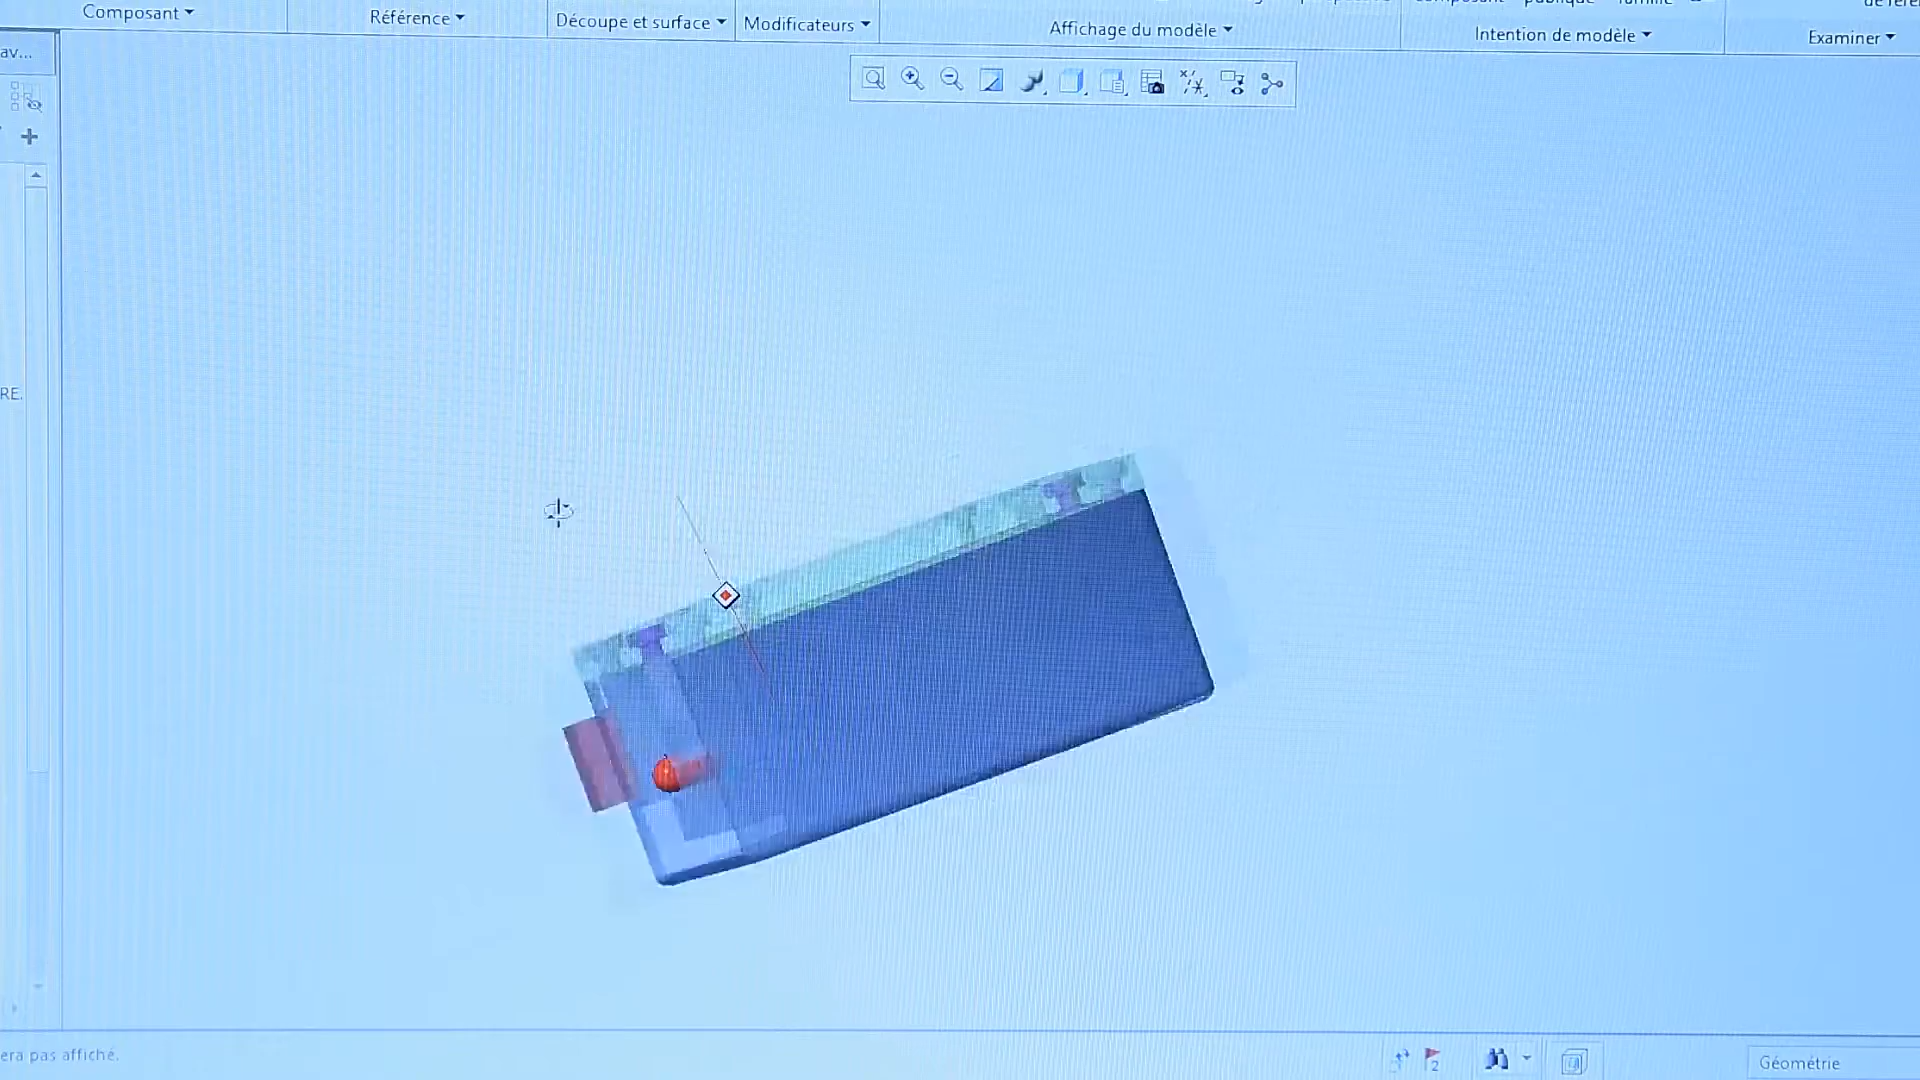 Composant
Référence
Découpe et surface
Modificateurs
Affichage du modèle
Intention de modèle
Examiner
av...
RE.
era pas affiché.
2
Géométrie